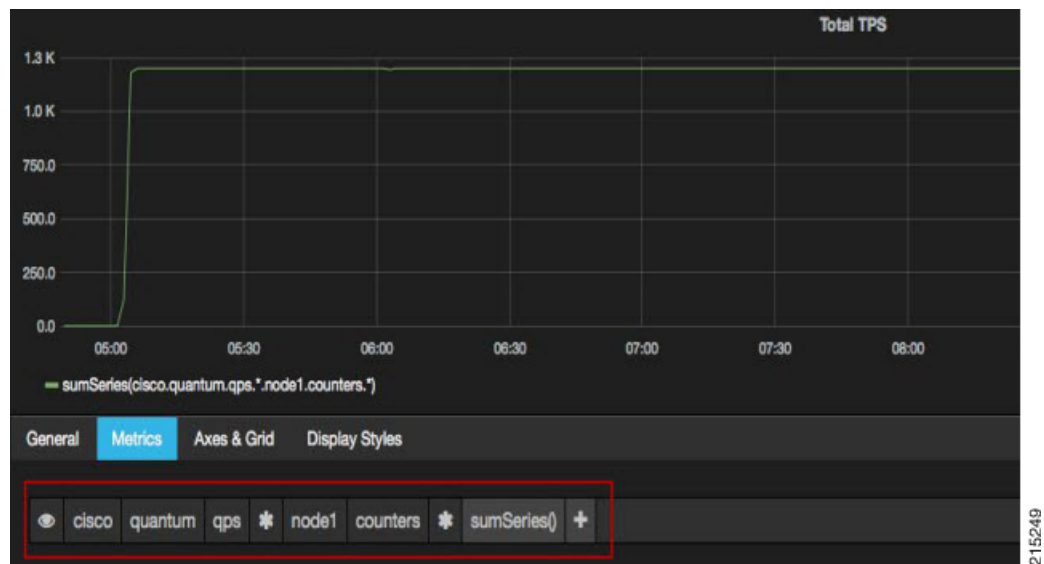 Total TPS
1.3 K
1.0 K
750.0
500.0
250.0
0.0
05:00 05:30 06:00 06:30 07:00 07:30 08:00
sumSeries(cisco.quantum.qps.*.node1.counters.*)
General Metrics Axes & Grid Display Styles
cisco quantum qps * node1 counters * sumSeries() +
215249